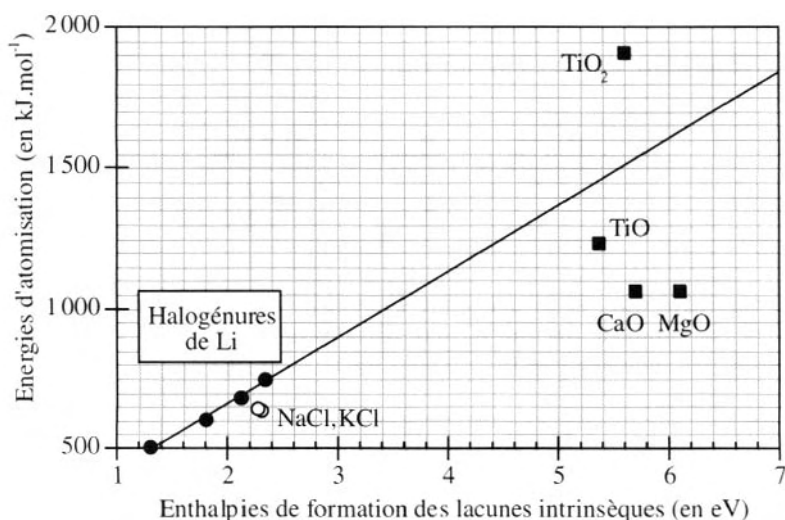 2 000
TiO2
1 500
TiO
1 000
CaO MgO
Halogénures
de Li
NaCl,KCl
500
1 2 3 4 5 6 7
Energies d'atomisation (en kJ.mol-1)
Enthalpies de formation des lacunes intrinsèques (en eV)